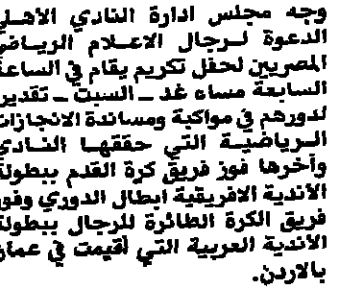 وجه مجلس ادارة النادي الاهلي
الدعوة لرجال الاعلام الرياضي
المصريين لحفل تكريم يقام في الساعة
السابعة مساء غد ـ السبت ـ تقديرا
لدورهم في مواكبة ومساندة الانجازات
الرياضية التي حققها النادي
وآخرها فوز فريق كرة القدم ببطولة
الأندية الافريقية ابطال الدوري وفوز
فريق الكرة الطائرة للرجال ببطولة
الأندية العربية التي أقيمت في عمان
بالاردن.